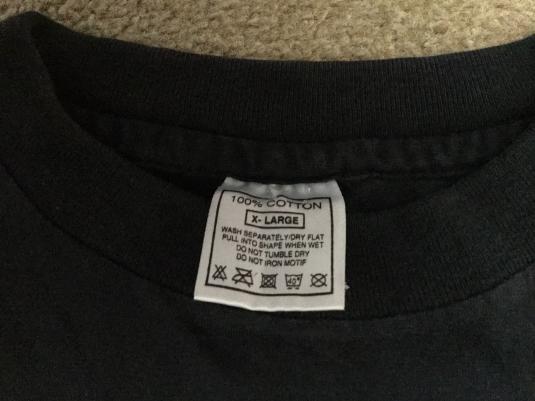 100% COTTON
X-LARGE
WASH SEPARATELY/DRY FLAT
PULL INTO SHAPE WHEN WET
DO NOT TUMBLE DRY
DO NOT IRON MOTIF
40°